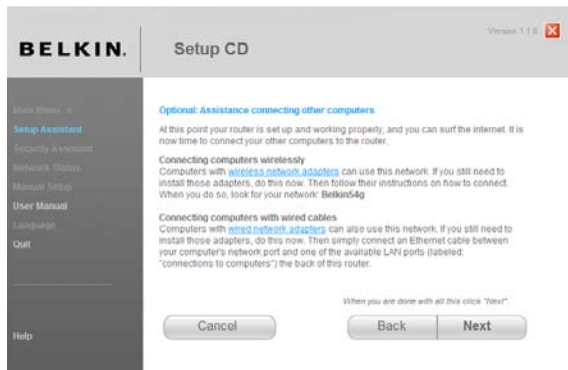 BELKIN.
Setup CD
Version 1.1.8
Main Menu >
Setup Assistant
Security Assistant
Network Status
Manual Setup
User Manual
Language
Quit
Help
Optional: Assistance connecting other computers
At this point your router is set up and working properly, and you can surf the internet. It is
now time to connect your other computers to the router.
Connecting computers wirelessly
Computers with wireless network adapters can use this network. If you still need to
install those adapters, do this now. Then follow their instructions on how to connect.
When you do so, look for your network: Belkin54g
Connecting computers with wired cables
Computers with wired network adapters can also use this network. If you still need to
install those adapters, do this now. Then simply connect an Ethernet cable between
your computer's network port and one of the available LAN ports (labeled:
"connections to computers") the back of this router.
When you are done with all this click "Next".
Cancel
Back
Next